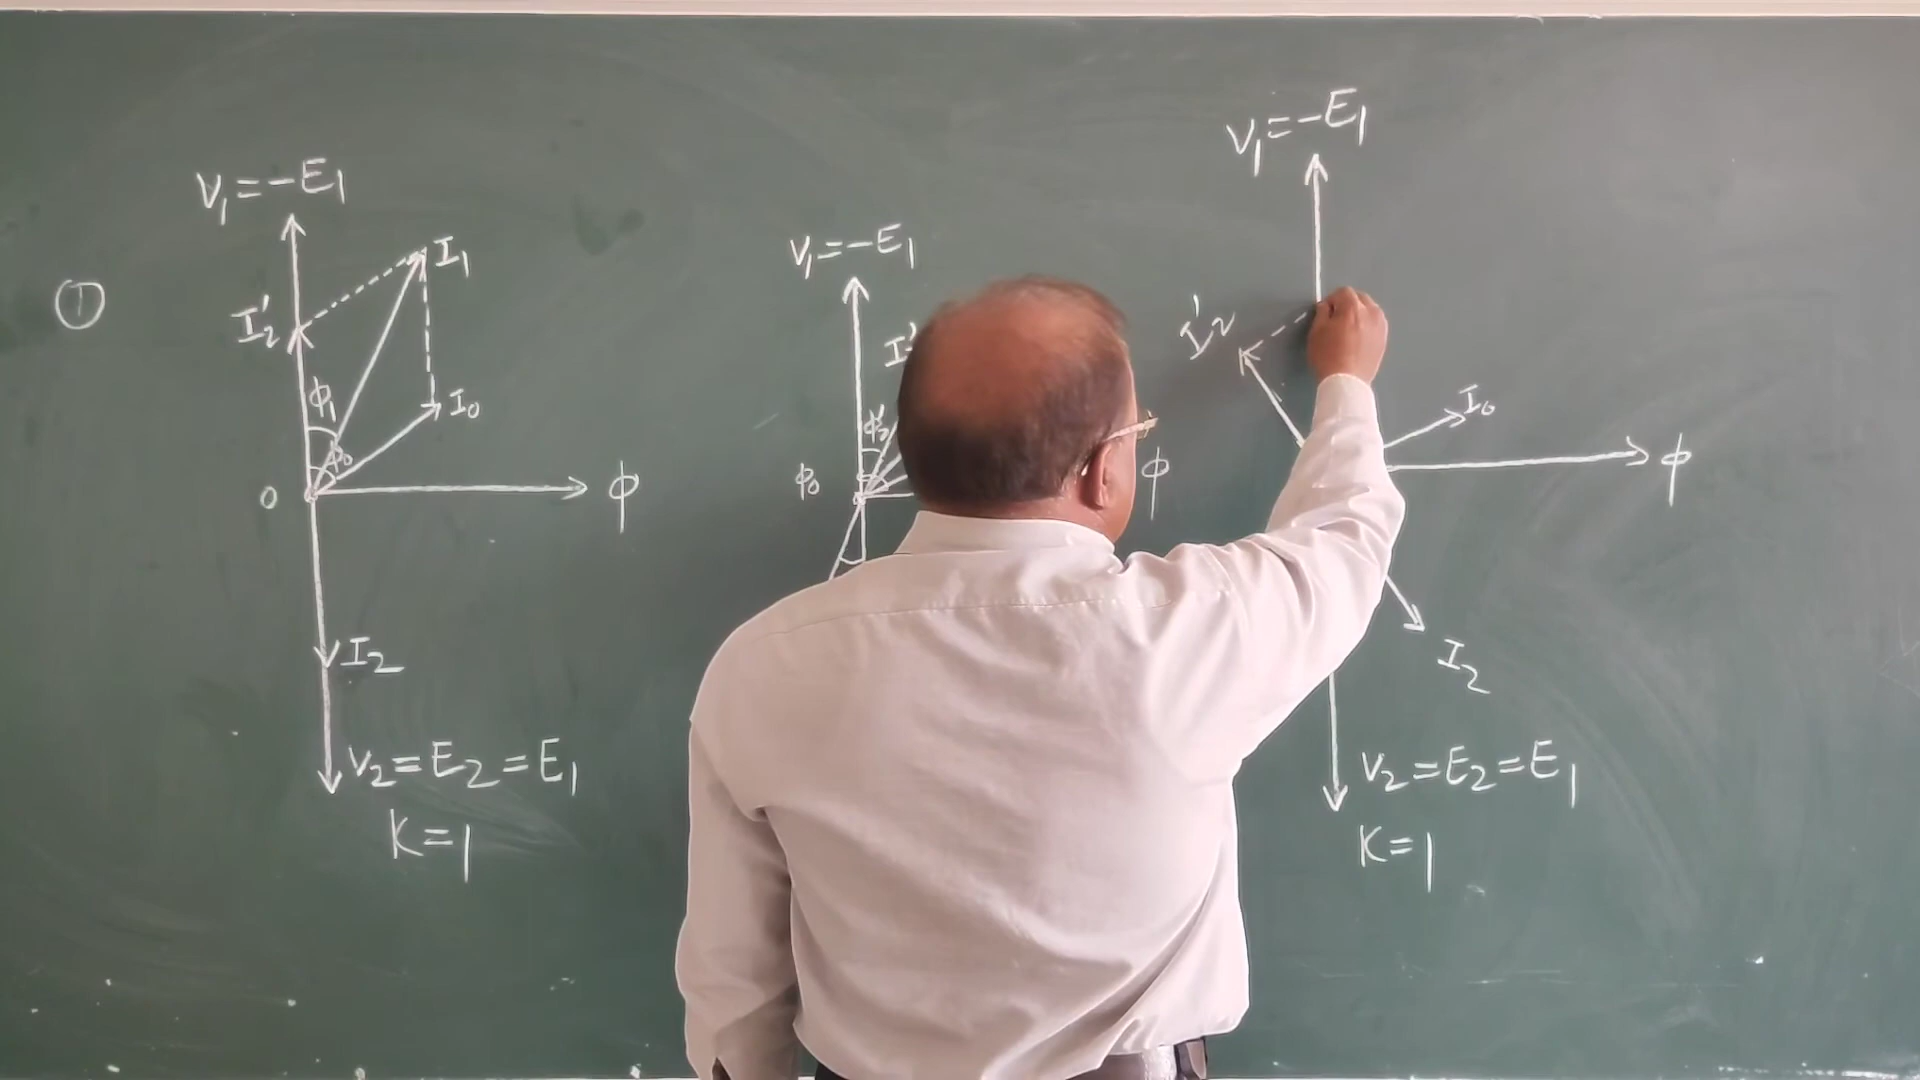 ①
V₁=-E₁
I₁
I₂'
ϕ₁
I₀
ϕ₀
0
ϕ
I₂
V₂=E₂=E₁
K=1
V₁=-E₁
ϕ₀
ϕ
V₁=-E₁
I'₂
I₀
ϕ
I₂
V₂=E₂=E₁
K=1